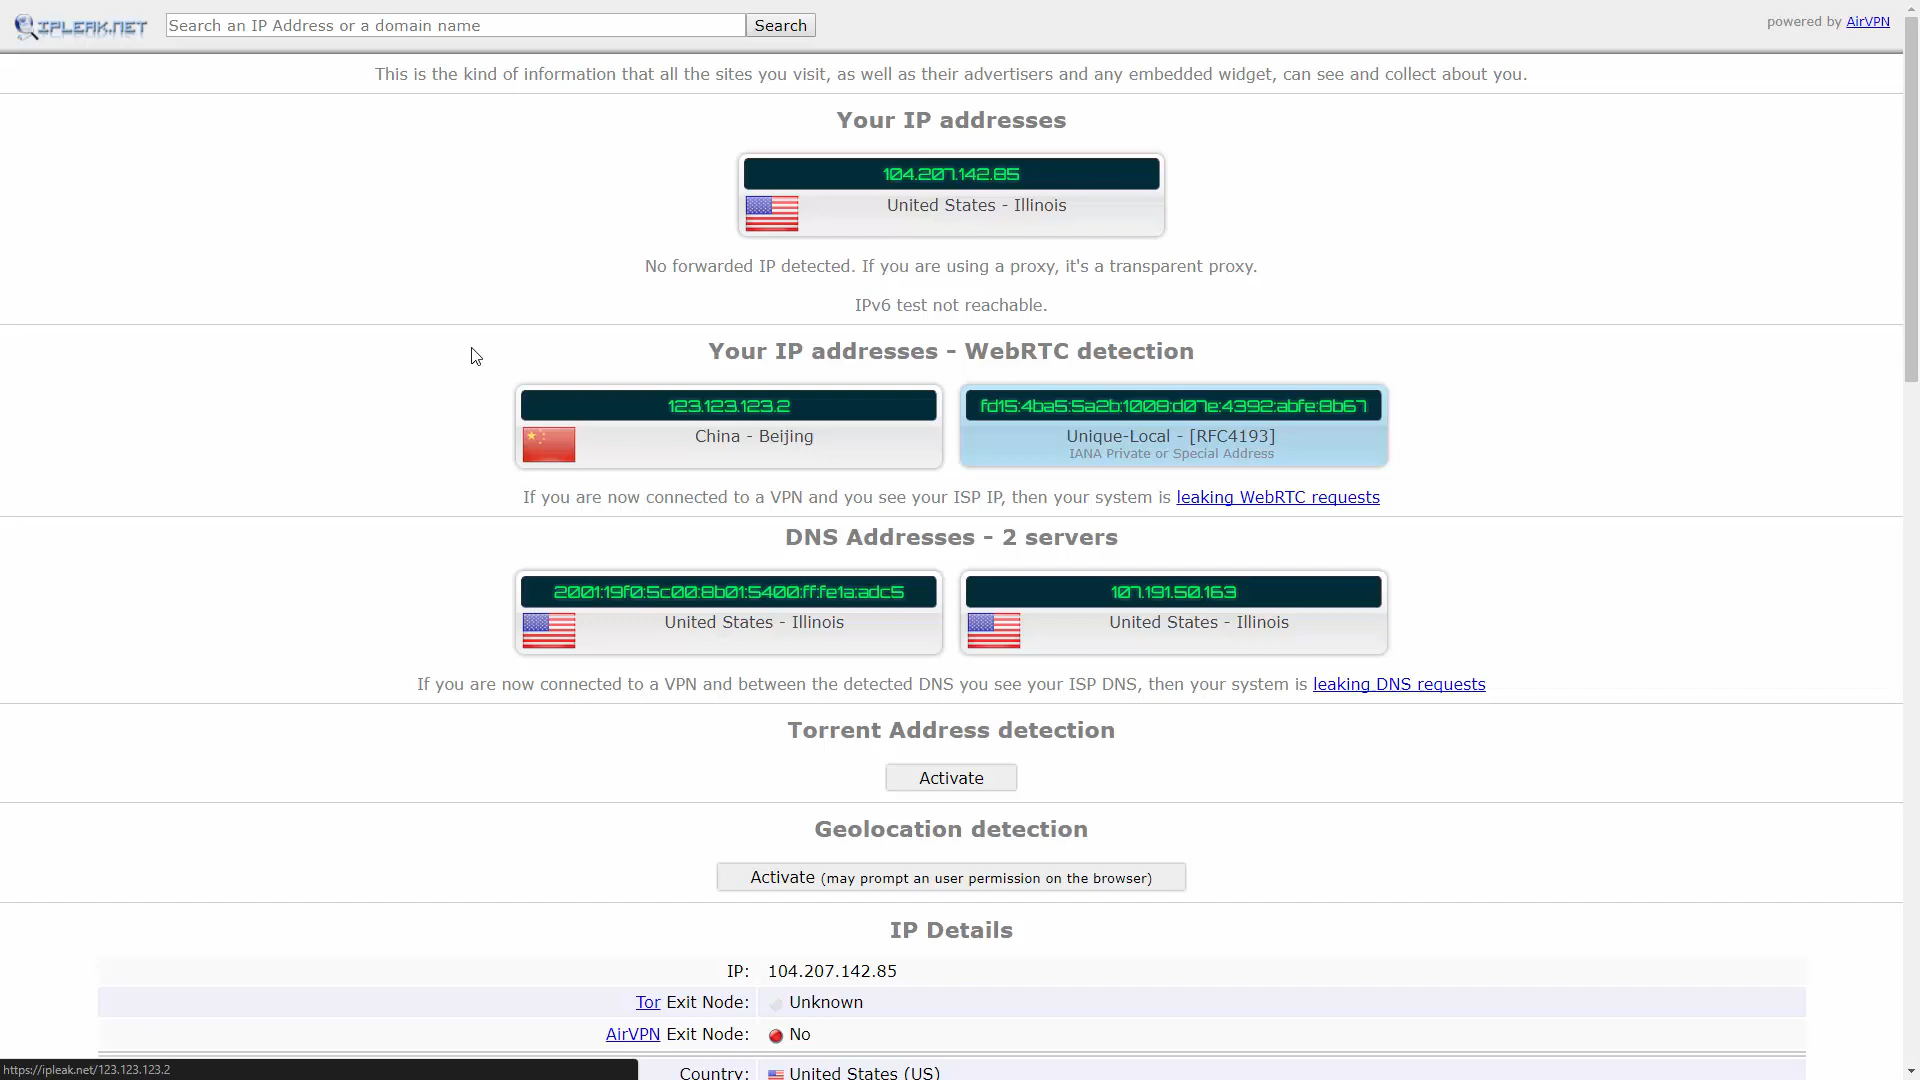 IPLEAK.NET
Search an IP Address or a domain name
Search
powered by AirVPN
This is the kind of information that all the sites you visit, as well as their advertisers and any embedded widget, can see and collect about you.
Your IP addresses
104.207.142.85
United States - Illinois
No forwarded IP detected. If you are using a proxy, it's a transparent proxy.
IPv6 test not reachable.
Your IP addresses - WebRTC detection
123.123.123.2
China - Beijing
fd15:4ba5:5a2b:1008:d07e:4392:abfe:8b67
Unique-Local - [RFC4193]
IANA Private or Special Address
If you are now connected to a VPN and you see your ISP IP, then your system is leaking WebRTC requests
DNS Addresses - 2 servers
2001:19f0:5c00:8b01:5400:ff:fe1a:adc5
United States - Illinois
107.191.50.163
United States - Illinois
If you are now connected to a VPN and between the detected DNS you see your ISP DNS, then your system is leaking DNS requests
Torrent Address detection
Activate
Geolocation detection
Activate (may prompt an user permission on the browser)
IP Details
IP: 104.207.142.85
Tor Exit Node: Unknown
AirVPN Exit Node: No
Country: United States (US)
https://ipleak.net/123.123.123.2